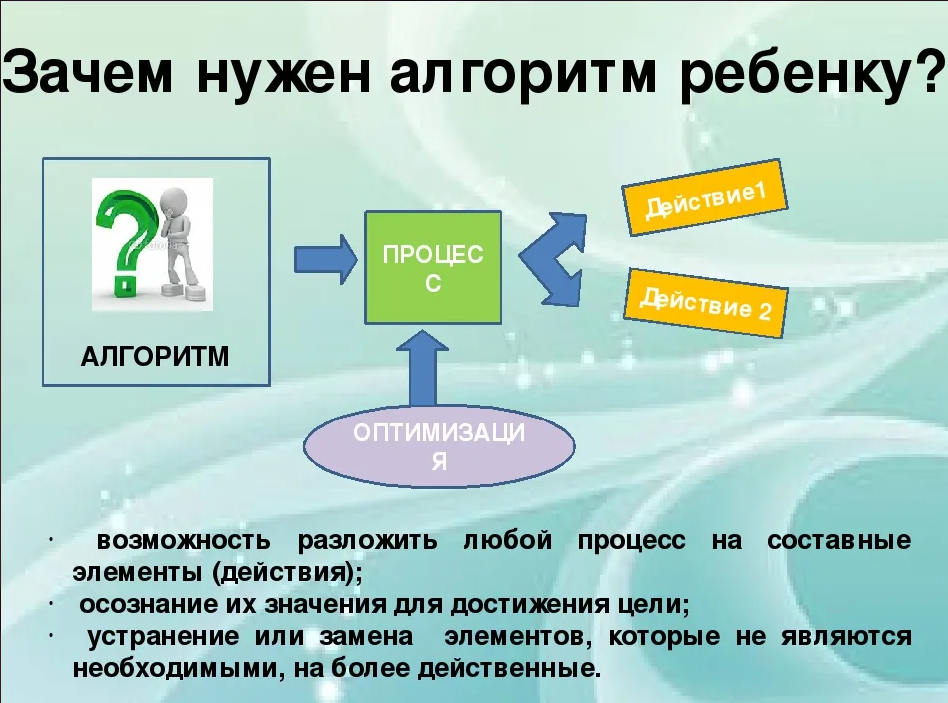 Зачем нужен алгоритм ребенку?
АЛГОРИТМ
ПРОЦЕС
С
Действие1
Действие 2
ОПТИМИЗАЦИ
Я
· возможность разложить любой процесс на составные
элементы (действия);
· осознание их значения для достижения цели;
· устранение или замена элементов, которые не являются
необходимыми, на более действенные.